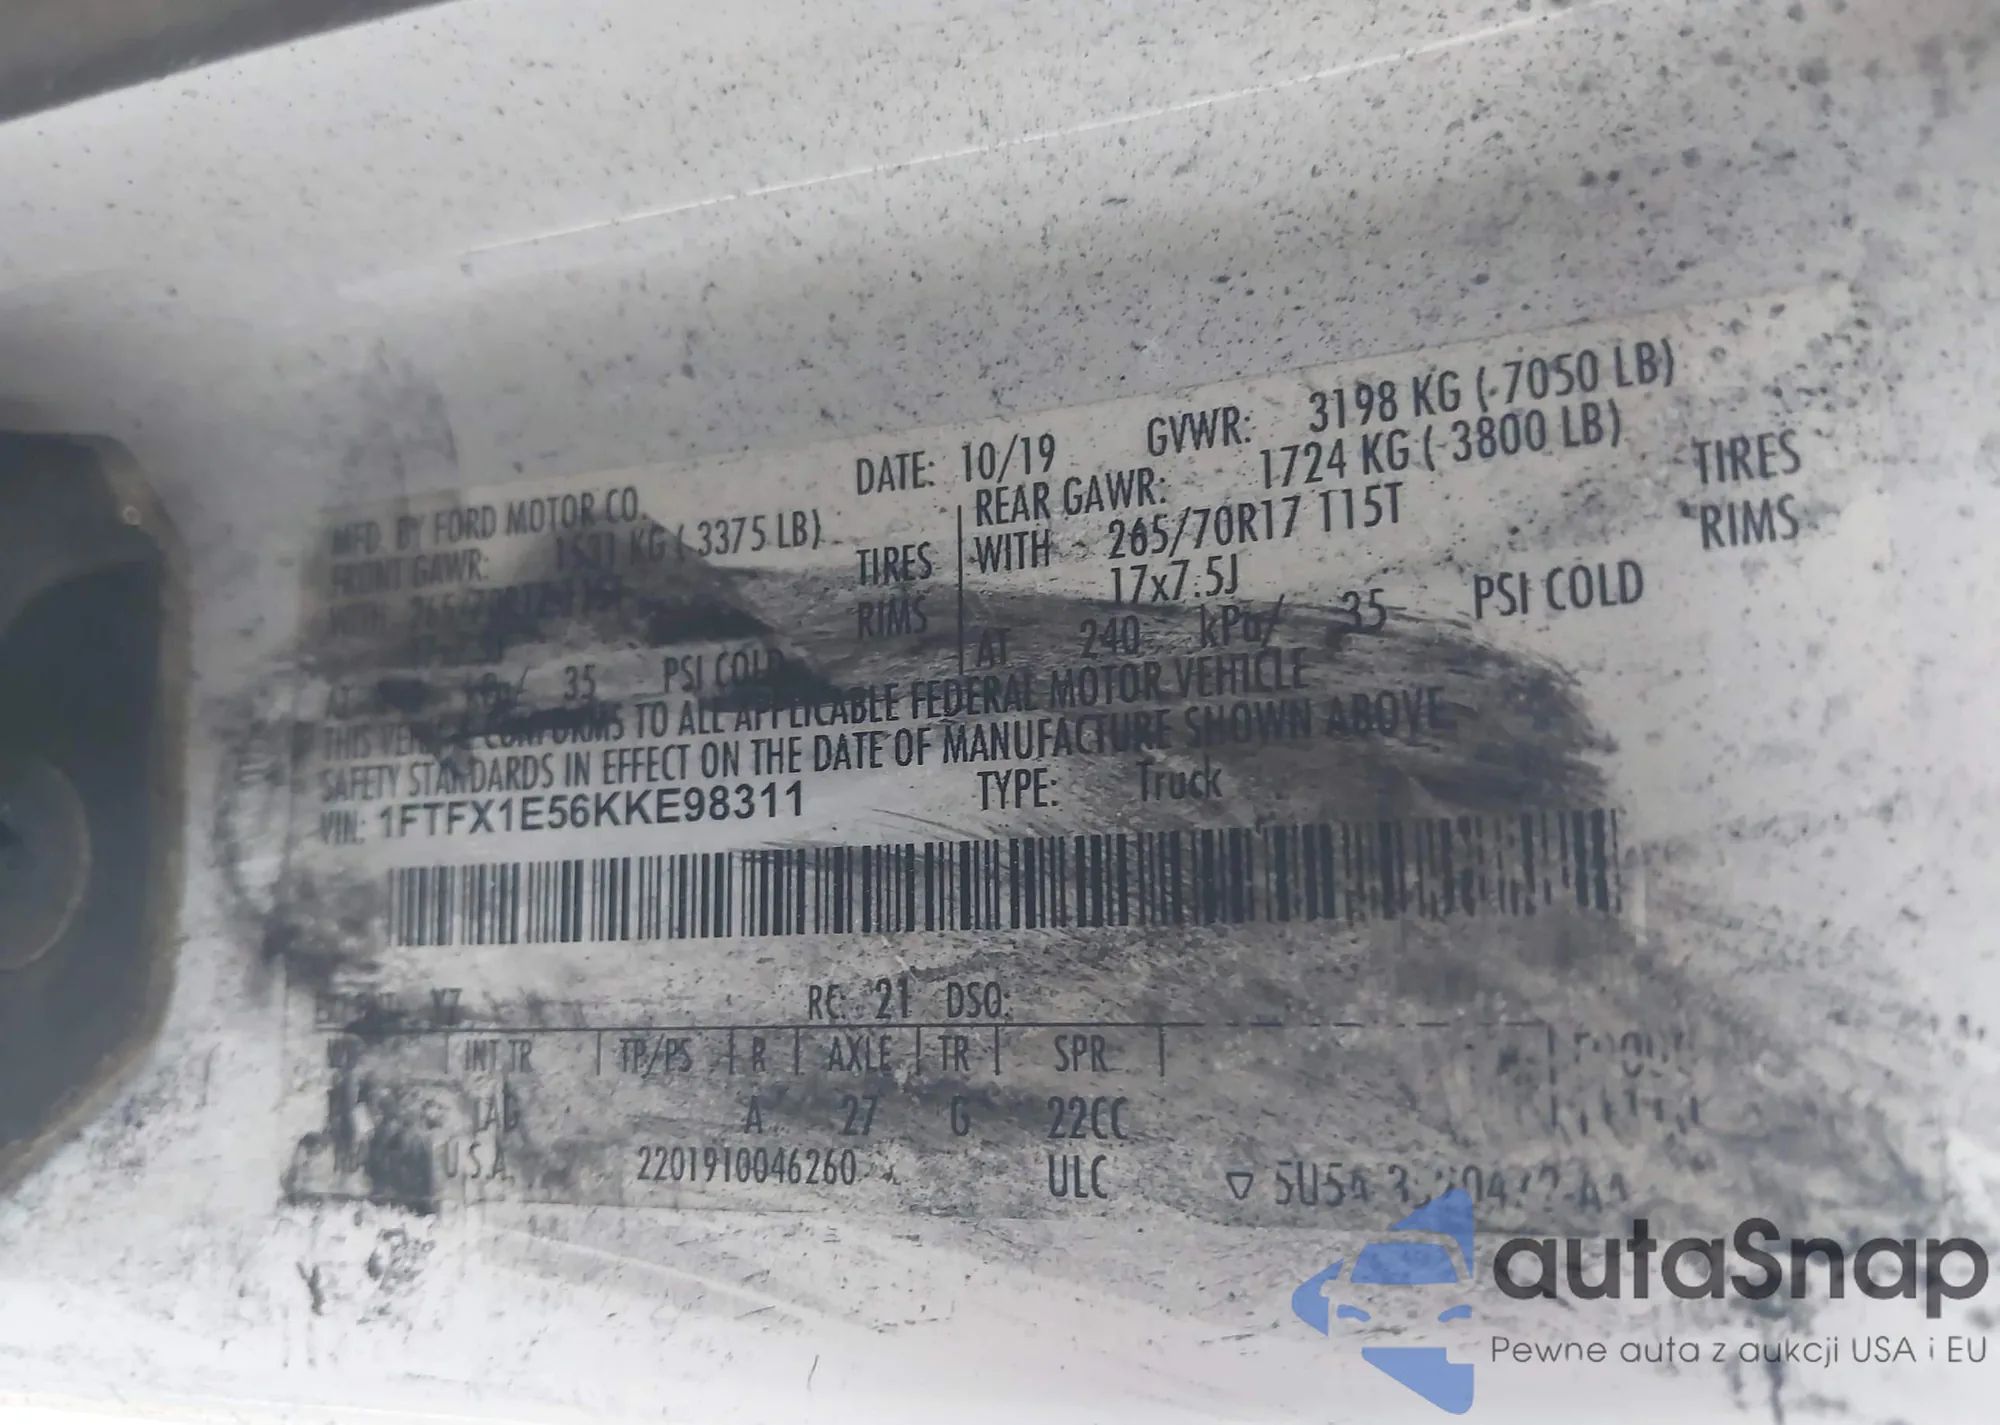 MFD. BY FORD MOTOR CO.
DATE: 10/19
GVWR: 3198 KG ( 7050 LB)
FRONT GAWR: 1531 KG ( 3375 LB)
REAR GAWR: 1724 KG ( 3800 LB)
TIRES
WITH 265/70R17 115T
TIRES
RIMS
17x7.5J
RIMS
AT kPa/ 35 PSI COLD
AT 240 kPa/ 35 PSI COLD
THIS VEHICLE CONFORMS TO ALL APPLICABLE FEDERAL MOTOR VEHICLE
SAFETY STANDARDS IN EFFECT ON THE DATE OF MANUFACTURE SHOWN ABOVE
VIN: 1FTFX1E56KKE98311
TYPE: Truck
RC: 21 DSO:
INT TR TP/PS R AXLE TR SPR
A 27 G 22CC
U.S.A. 2201910046260 ULC
autaSnap
Pewne auta z aukcji USA i EU